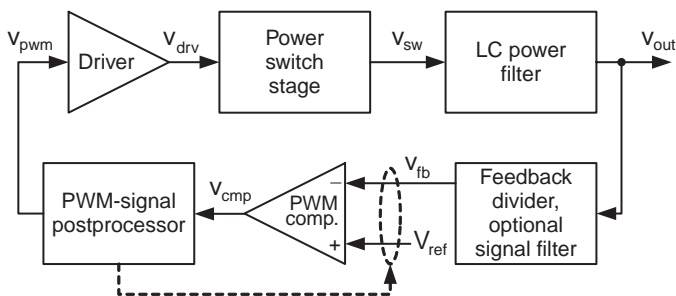 v_pwm
Driver
v_drv
Power
switch
stage
v_sw
LC power
filter
v_out
PWM-signal
postprocessor
v_cmp
PWM
comp.
−
+
v_fb
V_ref
Feedback
divider,
optional
signal filter